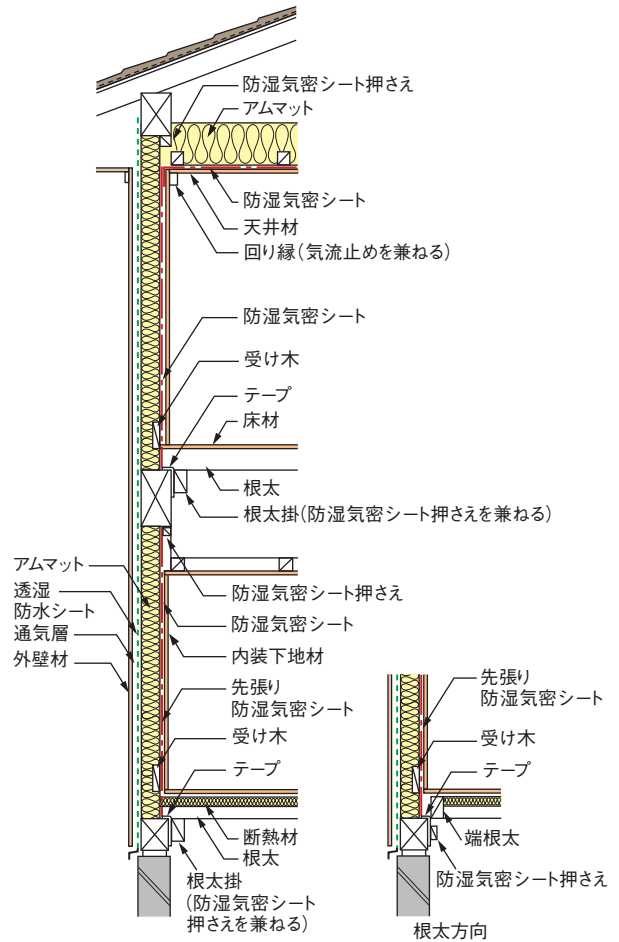 防湿気密シート押さえ
アムマット
防湿気密シート
天井材
回り縁(気流止めを兼ねる)
防湿気密シート
受け木
テープ
床材
根太
根太掛(防湿気密シート押さえを兼ねる)
アムマット
透湿
防水シート
通気層
外壁材
防湿気密シート押さえ
防湿気密シート
内装下地材
先張り
防湿気密シート
受け木
テープ
断熱材
根太
根太掛
(防湿気密シート
押さえを兼ねる)
先張り
防湿気密シート
受け木
テープ
端根太
防湿気密シート押さえ
根太方向